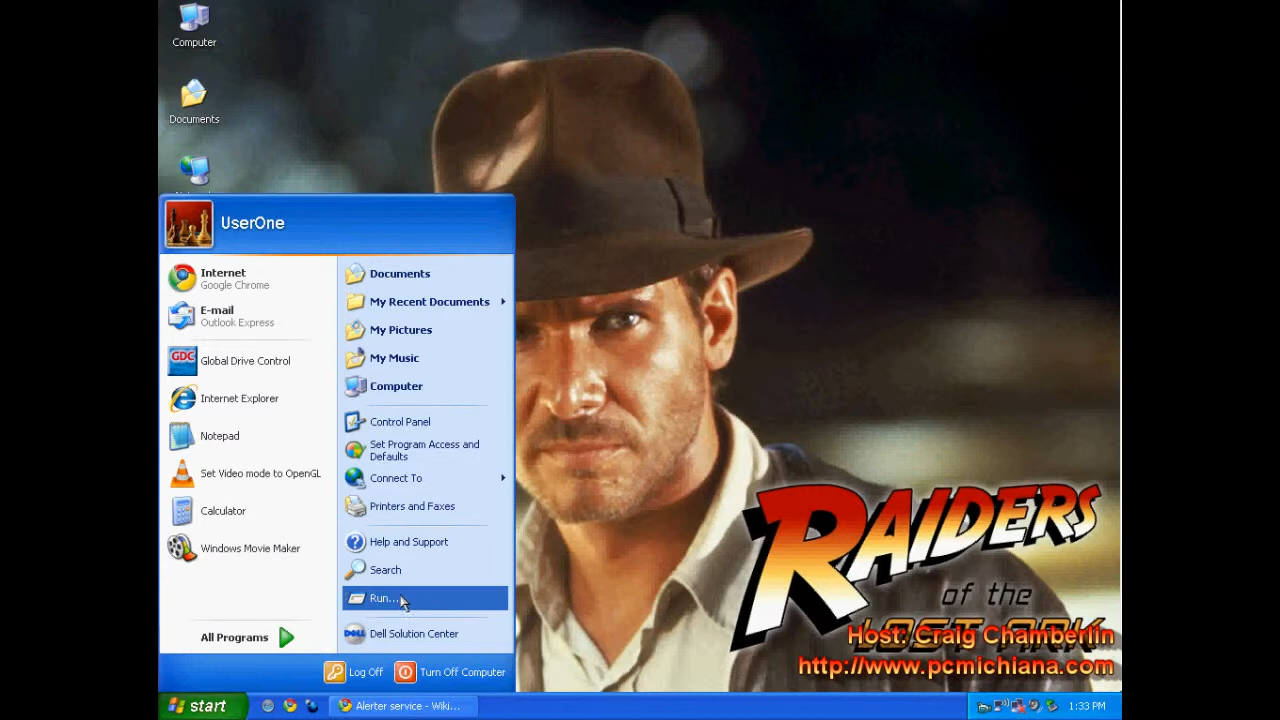 Computer
Documents
UserOne
Internet
Google Chrome
E-mail
Outlook Express
GDC
Global Drive Control
Internet Explorer
Notepad
Set Video mode to OpenGL
Calculator
Windows Movie Maker
All Programs
Documents
My Recent Documents
My Pictures
My Music
Computer
Control Panel
Set Program Access and
Defaults
Connect To
Printers and Faxes
Help and Support
Search
Run...
DELL Dell Solution Center
Log Off
Turn Off Computer
RAIDERS
of the
LOST ARK
Host: Craig Chamberlin
http://www.pcmichiana.com
start
Alerter service - Wiki...
1:33 PM